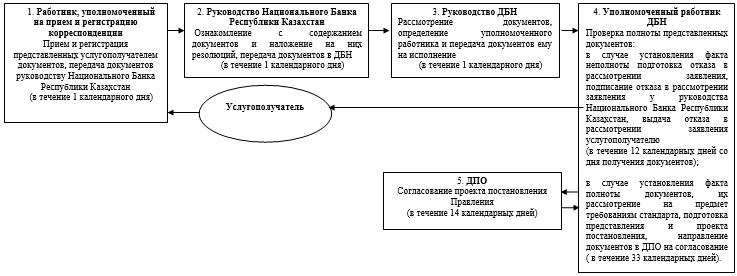 1. Работник, уполномоченный
на прием и регистрацию
корреспонденции
Прием и регистрация
представленных услугополучателем
документов, передача документов
руководству Национального Банка
Республики Казахстан
(в течение 1 календарного дня)
2. Руководство Национального Банка
Республики Казахстан
Ознакомление с содержанием
документов и наложение на них
резолюций, передача документов в ДБН
(в течение 1 календарного дня)
3. Руководство ДБН
Рассмотрение документов,
определение уполномоченного
работника и передача документов ему
на исполнение
(в течение 1 календарного дня)
4. Уполномоченный работник
ДБН
Проверка полноты представленных
документов:
в случае установления факта
неполноты подготовка отказа в
рассмотрении заявления,
подписание отказа в рассмотрении
заявления у руководства
Национального Банка Республики
Казахстан, выдача отказа в
рассмотрении заявления
услугополучателю
(в течение 12 календарных дней со
дня получения документов);
в случае установления факта
полноты документов, их
рассмотрение на предмет
требованиям стандарта, подготовка
представления и проекта
постановления, направление
документов в ДПО на согласование
( в течение 33 календарных дней).
Услугополучатель
5. ДПО
Согласование проекта постановления
Правления
(в течение 14 календарных дней)